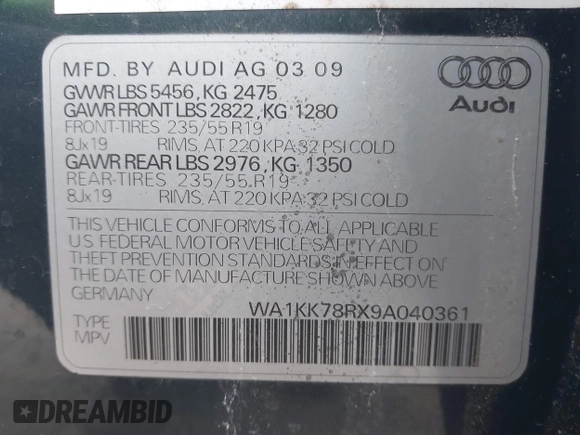 MFD. BY AUDI AG 03 09
GVWR LBS 5456, KG 2475
GAWR FRONT LBS 2822, KG 1280
FRONT-TIRES 235/55 R19
8Jx19 RIMS, AT 220 KPA 32 PSI COLD
GAWR REAR LBS 2976, KG 1350
REAR-TIRES 235/55.R19
8Jx19 RIMS, AT 220 KPA 32 PSI COLD
Audi
THIS VEHICLE CONFORMS TO ALL APPLICABLE
U.S. FEDERAL MOTOR VEHICLE SAFETY AND
THEFT PREVENTION STANDARDS IN EFFECT ON
THE DATE OF MANUFACTURE SHOWN ABOVE
GERMANY
WA1KK78RX9A040361
TYPE
MPV
DREAMBID